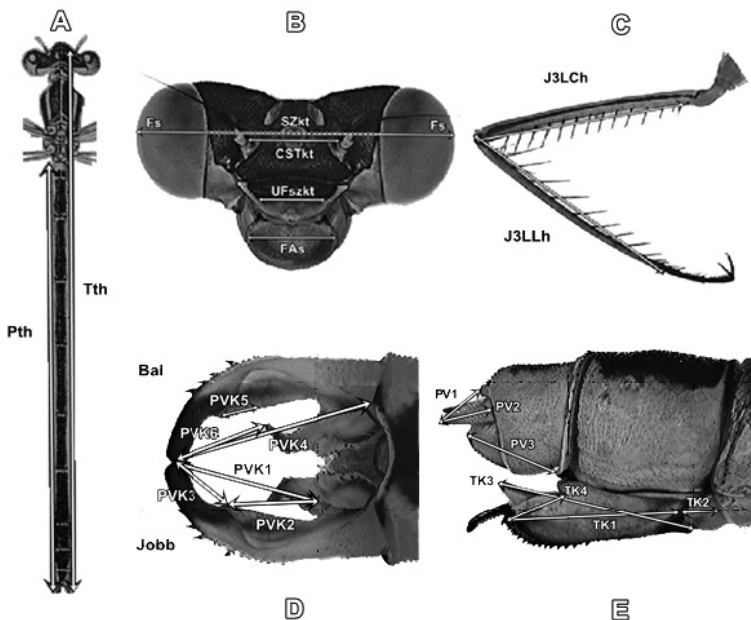 A
B
C
J3LCh
SZkt
Fs
Fs
CSTkt
UFszkt
FAs
J3LLh
Tth
Pth
Bal
PVK5
PVK6
PVK4
PVK1
PVK3
PVK2
Jobb
PV1
PV2
PV3
TK3
TK4
TK2
TK1
D
E